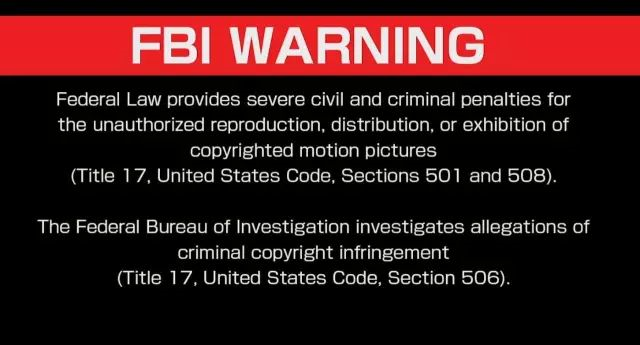 FBI WARNING
Federal Law provides severe civil and criminal penalties for
the unauthorized reproduction, distribution, or exhibition of
copyrighted motion pictures
(Title 17, United States Code, Sections 501 and 508).
The Federal Bureau of Investigation investigates allegations of
criminal copyright infringement
(Title 17, United States Code, Section 506).